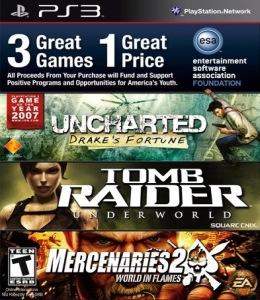 PS3
PlayStation Network
3 Great Games
1 Great Price
All Proceeds From Your Purchase will Fund and Support
Positive Programs and Opportunities for America's Youth.
esa
entertainment
software
association
FOUNDATION
GAME
YEAR
2007
UNCHARTED
DRAKE'S FORTUNE
TOMB
RAIDER
UNDERWORLD
SQUARE ENIX
MERCENARIES 2
WORLD IN FLAMES
TEEN
T
ESRB
EA